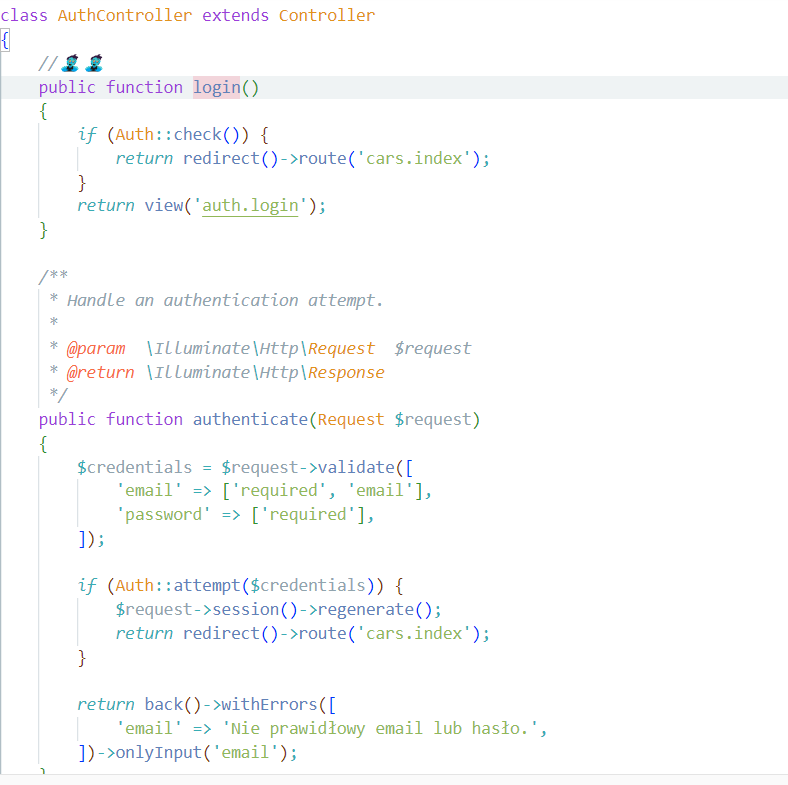 class AuthController extends Controller
{
    //🧟🧟
    public function login()
    {
        if (Auth::check()) {
            return redirect()->route('cars.index');
        }
        return view('auth.login');
    }

    /**
     * Handle an authentication attempt.
     *
     * @param  \Illuminate\Http\Request  $request
     * @return \Illuminate\Http\Response
     */
    public function authenticate(Request $request)
    {
        $credentials = $request->validate([
            'email' => ['required', 'email'],
            'password' => ['required'],
        ]);

        if (Auth::attempt($credentials)) {
            $request->session()->regenerate();
            return redirect()->route('cars.index');
        }

        return back()->withErrors([
            'email' => 'Nie prawidłowy email lub hasło.',
        ])->onlyInput('email');
    }